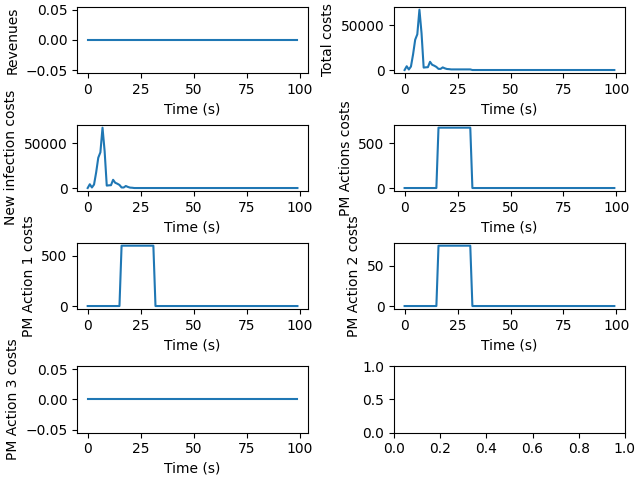 Revenues
0.05
0.00
−0.05
0 25 50 75 100
Time (s)
Total costs
50000
0
0 25 50 75 100
Time (s)
New infection costs
50000
0
0 25 50 75 100
Time (s)
PM Actions costs
500
0
0 25 50 75 100
Time (s)
PM Action 1 costs
500
0
0 25 50 75 100
Time (s)
PM Action 2 costs
50
0
0 25 50 75 100
Time (s)
PM Action 3 costs
0.05
0.00
−0.05
0 25 50 75 100
Time (s)
1.0
0.5
0.0
0.0 0.2 0.4 0.6 0.8 1.0